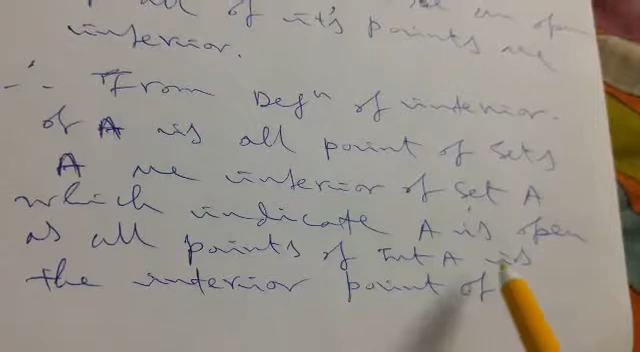 all of it's points are
interior.
∴ From Defⁿ of interior.
of A is all point of sets
A are interior of set A
which indicate A is open
as all points of Int A is
the interior point of